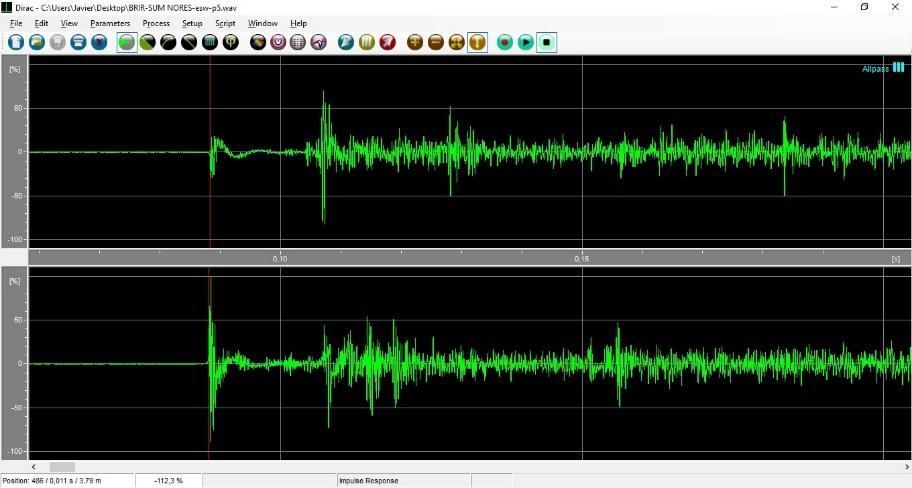 Dirac - C:\Users\Javier\Desktop\BRIR-SUM NORES-esw-p5.wav
File Edit View Parameters Process Setup Script Window Help
[%]
Allpass
50
0
-50
-100
0,10 0,15 [s]
[%]
50
0
-50
-100
Position: 486 / 0,011 s / 3,79 m -112,3 % Impulse Response